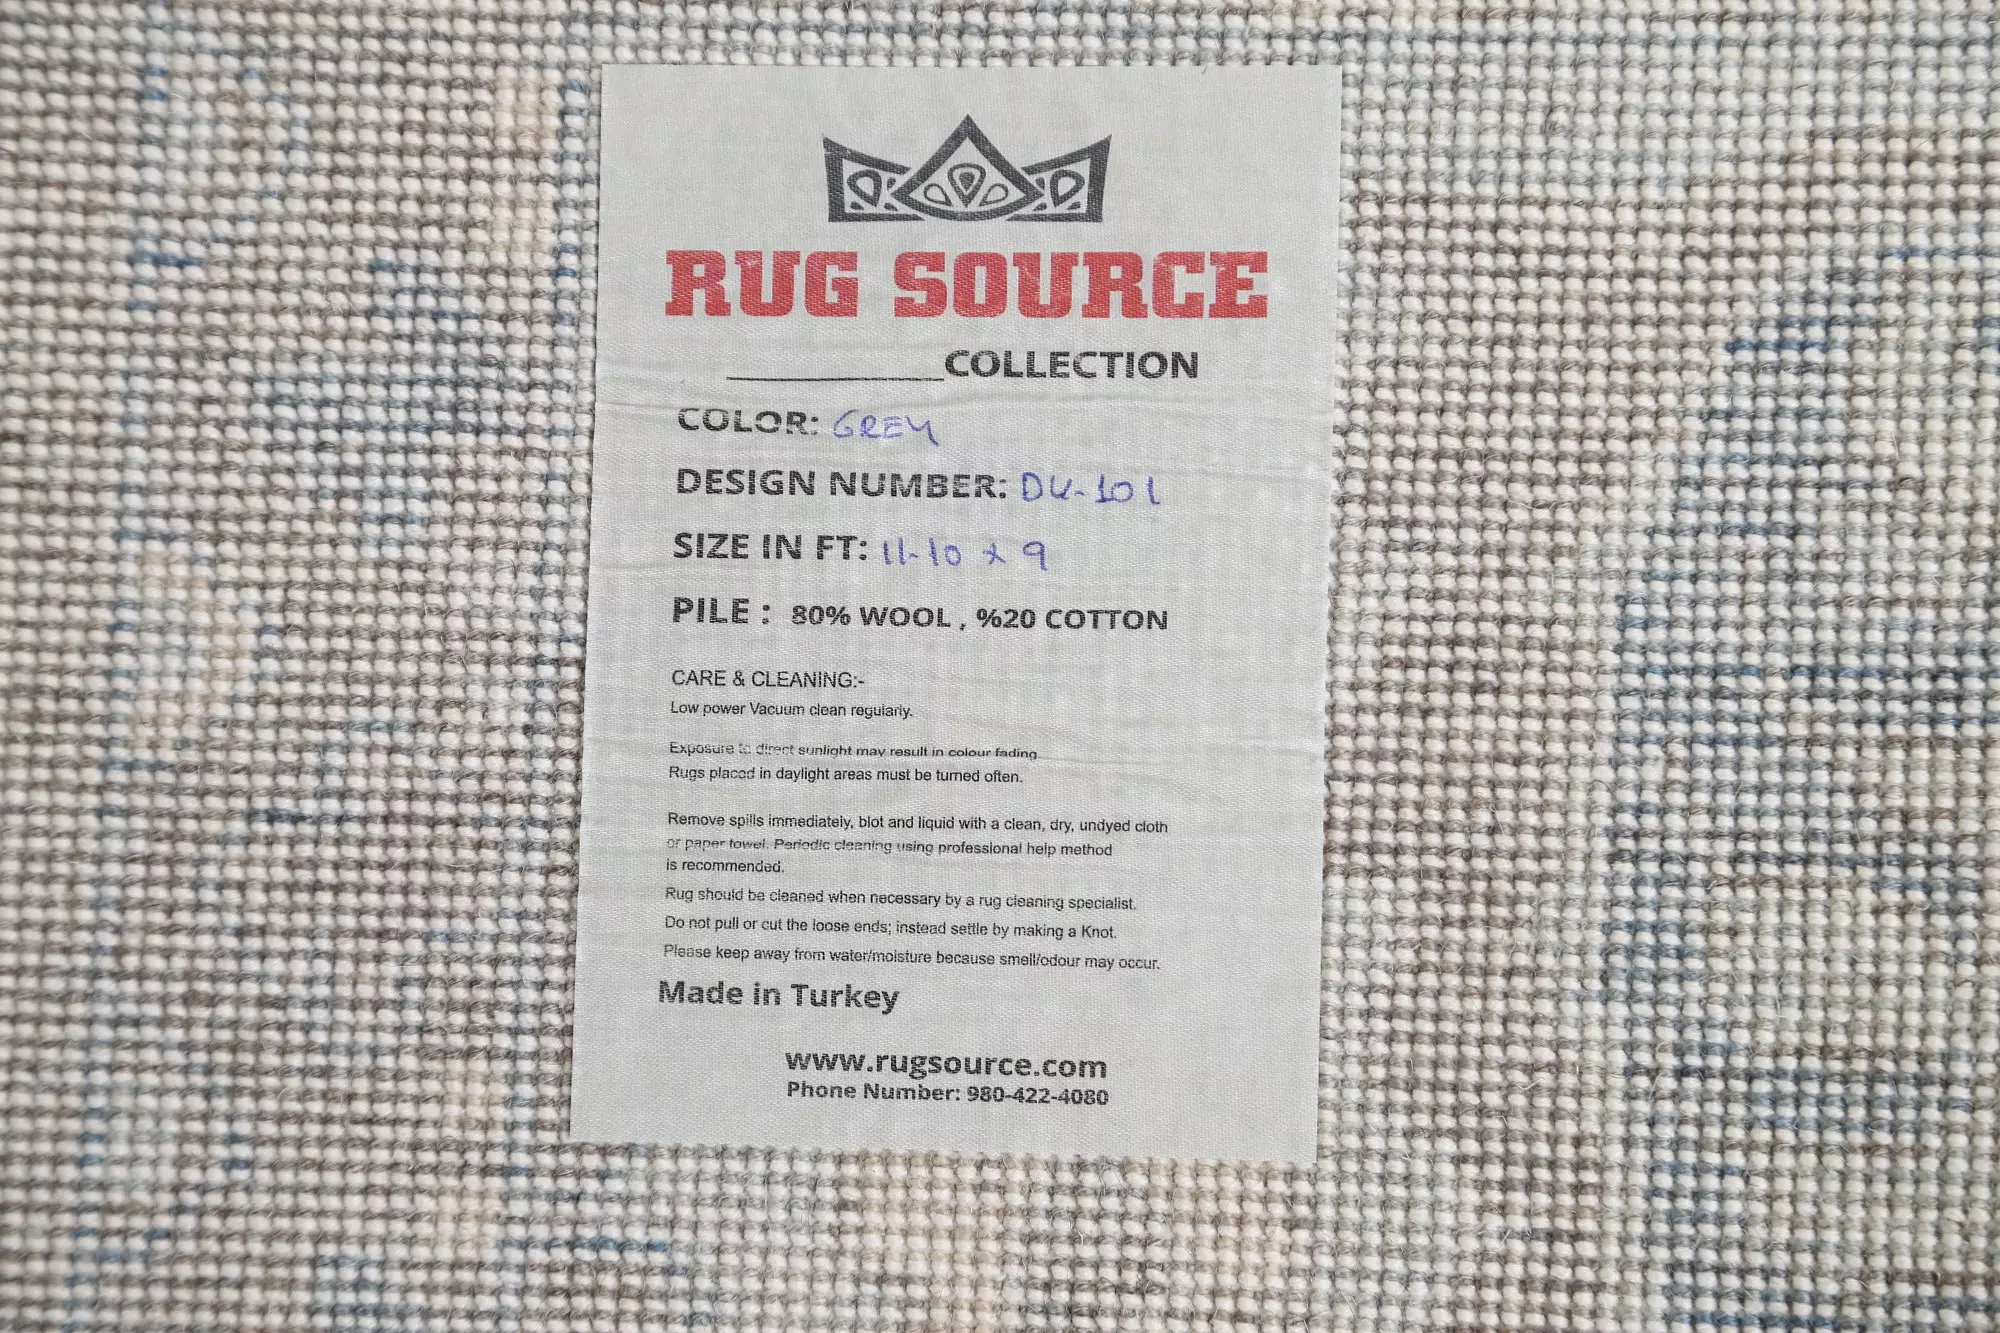 RUG SOURCE
__________COLLECTION
COLOR: GREY
DESIGN NUMBER: DU-101
SIZE IN FT: 11-10 x 9
PILE : 80% WOOL , %20 COTTON
CARE & CLEANING:-
Low power Vacuum clean regularly.
Exposure to direct sunlight may result in colour fading.
Rugs placed in daylight areas must be turned often.
Remove spills immediately, blot and liquid with a clean, dry, undyed cloth
or paper towel. Periodic cleaning using professional help method
is recommended.
Rug should be cleaned when necessary by a rug cleaning specialist.
Do not pull or cut the loose ends; instead settle by making a Knot.
Please keep away from water/moisture because smell/odour may occur.
Made in Turkey
www.rugsource.com
Phone Number: 980-422-4080